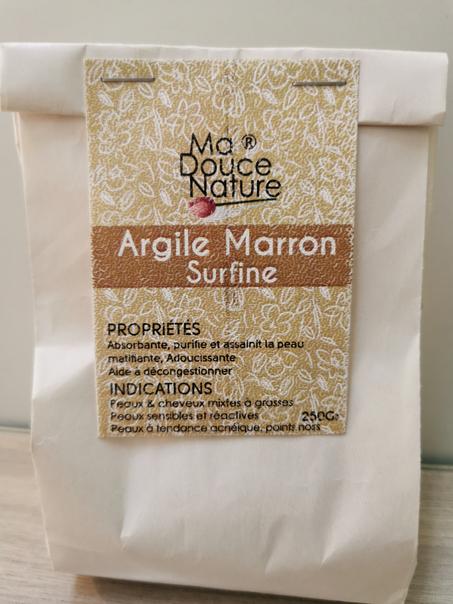 Ma ®
Douce
Nature
Argile Marron
Surfine
PROPRIÉTÉS
Absorbante, purifie et assainit la peau
matifiante, Adoucissante
Aide a décongestionner
INDICATIONS
Peaux & cheveux mixtes à grasses
Peaux sensibles et réactives 250Gr
Peaux à tendance acnéique, points noirs